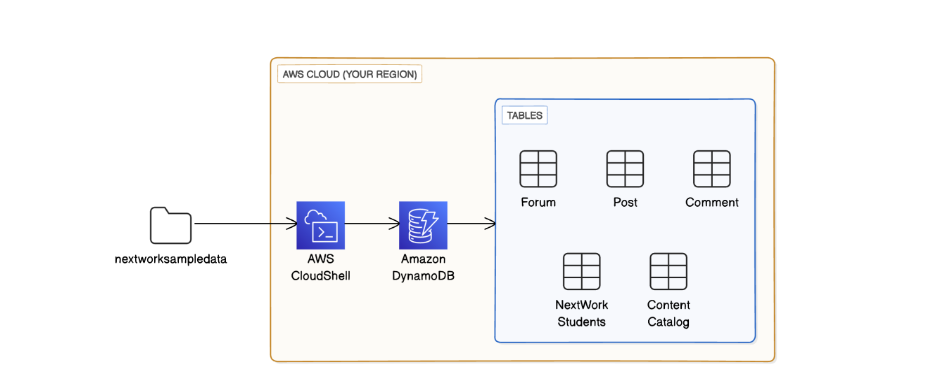 AWS CLOUD (YOUR REGION)
TABLES
Forum
Post
Comment
nextworksampledata
AWS
CloudShell
Amazon
DynamoDB
NextWork
Students
Content
Catalog